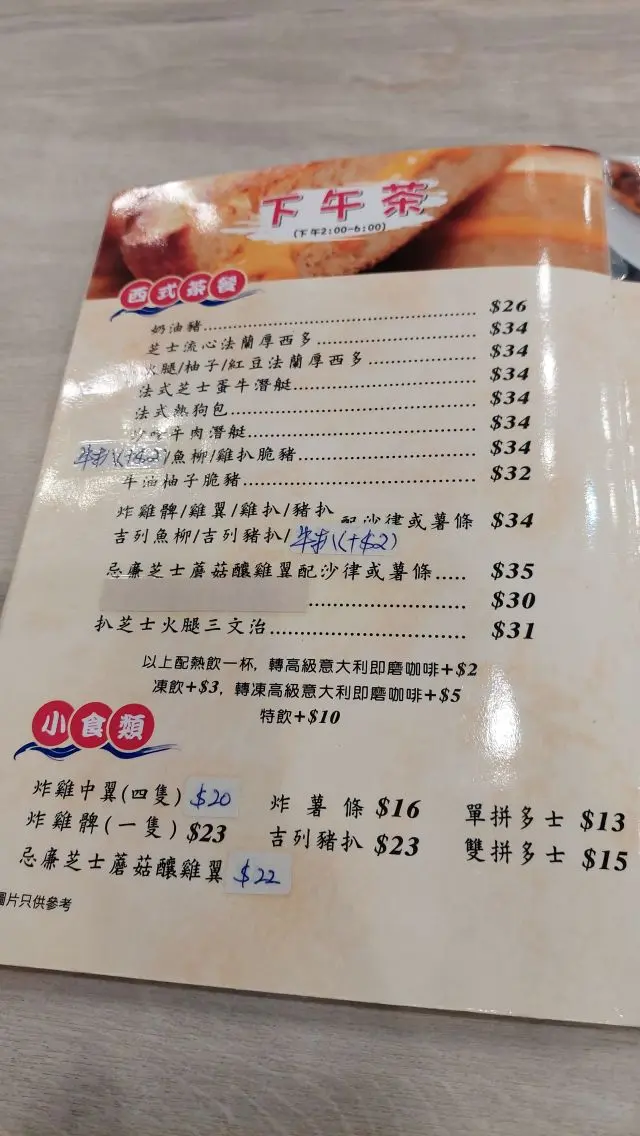 下午茶
(下午2:00-6:00)
西式茶餐
奶油豬 $26
芝士流心法蘭厚西多 $34
火腿/柚子/紅豆法蘭厚西多 $34
法式芝士蛋牛潛艇 $34
法式熱狗包 $34
沙嗲牛肉潛艇 $34
牛扒(+$2)/魚柳/雞扒脆豬 $34
牛油柚子脆豬 $32
炸雞髀/雞翼/雞扒/豬扒
吉列魚柳/吉列豬扒/牛扒(+$2) 配沙律或薯條 $34
忌廉芝士蘑菇釀雞翼配沙律或薯條..... $35
$30
扒芝士火腿三文治 $31
以上配熱飲一杯，轉高級意大利即磨咖啡+$2
凍飲+$3，轉凍高級意大利即磨咖啡+$5
特飲+$10
小食類
炸雞中翼(四隻) $20
炸雞髀(一隻) $23
忌廉芝士蘑菇釀雞翼 $22
炸薯條 $16
吉列豬扒 $23
單拼多士 $13
雙拼多士 $15
圖片只供參考